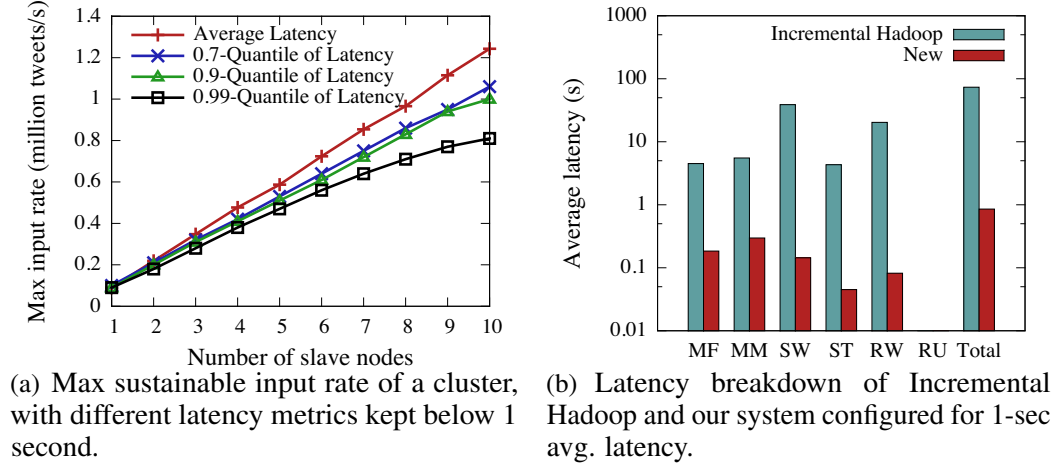 Max input rate (million tweets/s)
1.4
1.2
1
0.8
0.6
0.4
0.2
0
Average Latency
0.7-Quantile of Latency
0.9-Quantile of Latency
0.99-Quantile of Latency
1 2 3 4 5 6 7 8 9 10
Number of slave nodes
(a) Max sustainable input rate of a cluster,
with different latency metrics kept below 1
second.
Average latency (s)
1000
100
10
1
0.1
0.01
Incremental Hadoop
New
MF MM SW ST RW RU Total
(b) Latency breakdown of Incremental
Hadoop and our system configured for 1-sec
avg. latency.